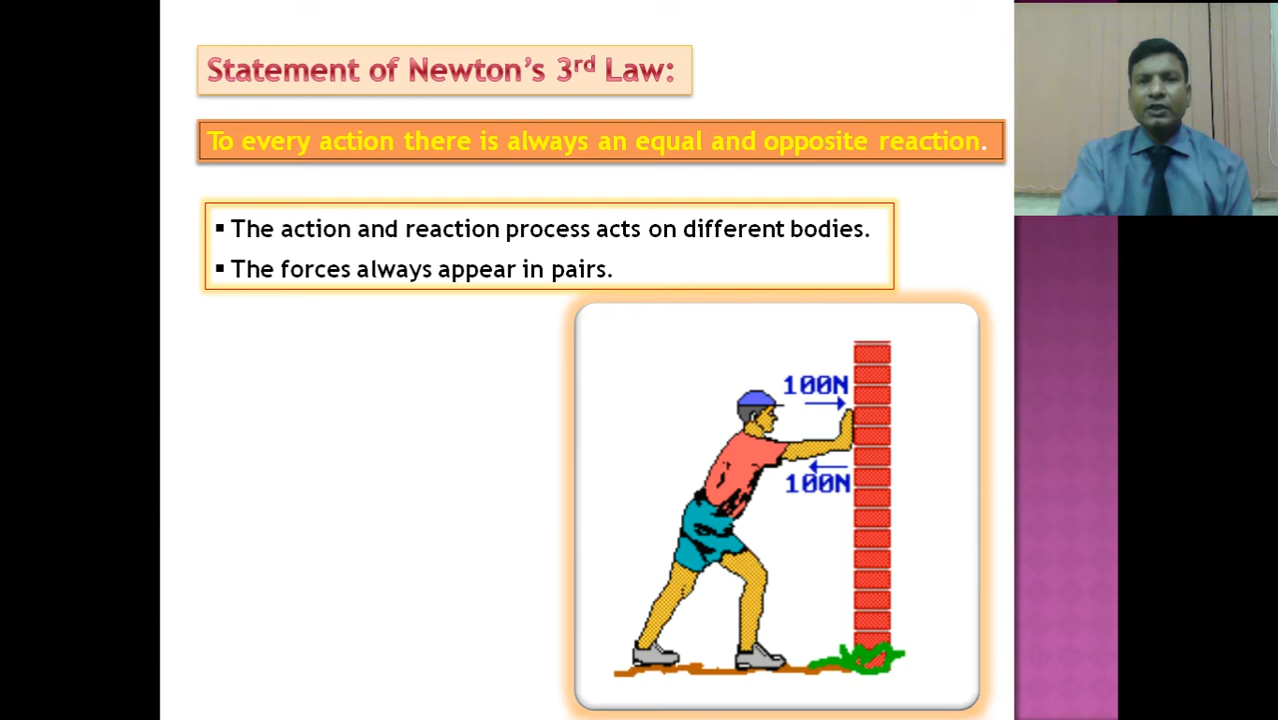 Statement of Newton's 3rd Law:
To every action there is always an equal and opposite reaction.
▪ The action and reaction process acts on different bodies.
▪ The forces always appear in pairs.
100N
100N